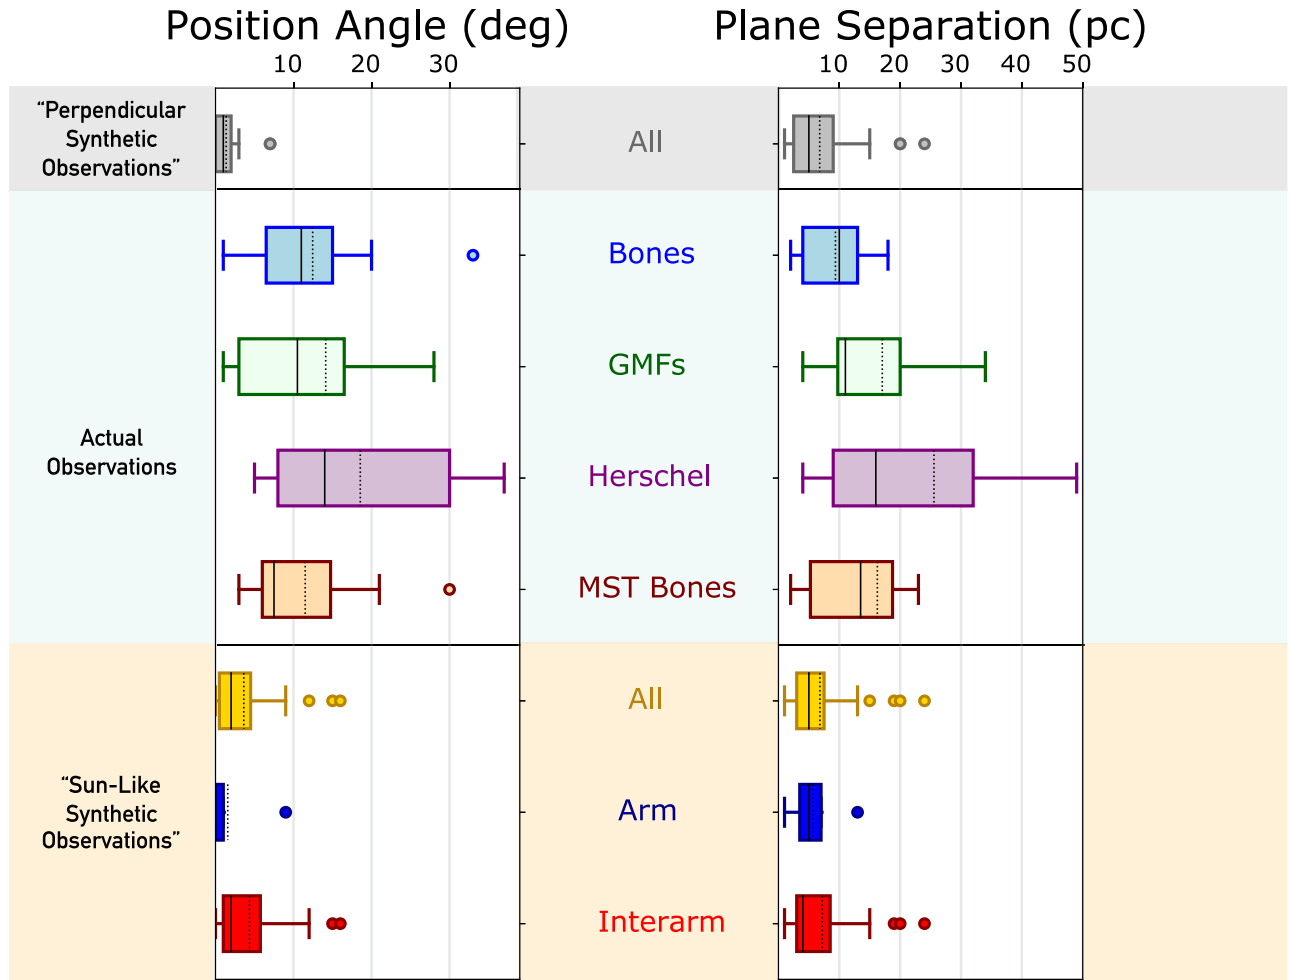 Position Angle (deg) Plane Separation (pc)
10 20 30 10 20 30 40 50
“Perpendicular
Synthetic
Observations”
All
Bones
GMFs
Actual
Observations
Herschel
MST Bones
All
“Sun-Like
Synthetic
Observations”
Arm
Interarm